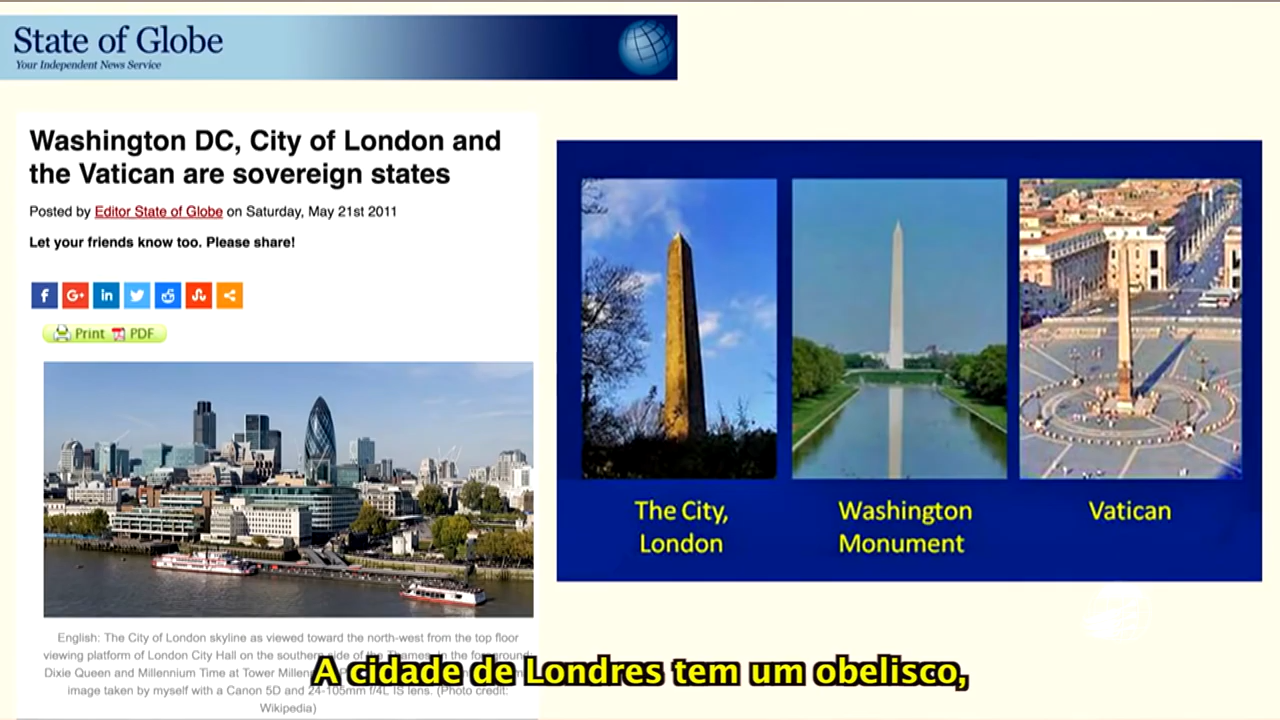 State of Globe
Your Independent News Service
Washington DC, City of London and
the Vatican are sovereign states
Posted by Editor State of Globe on Saturday, May 21st 2011
Let your friends know too. Please share!
Print PDF
English: The City of London skyline as viewed toward the north-west from the top floor
viewing platform of London City Hall on the southern side of the Thames. In the foreground:
Dixie Queen and Millennium Time at Tower Millen
image taken by myself with a Canon 5D and 24-105mm f/4L IS lens. (Photo credit:
Wikipedia)
The City,
London
Washington
Monument
Vatican
A cidade de Londres tem um obelisco,